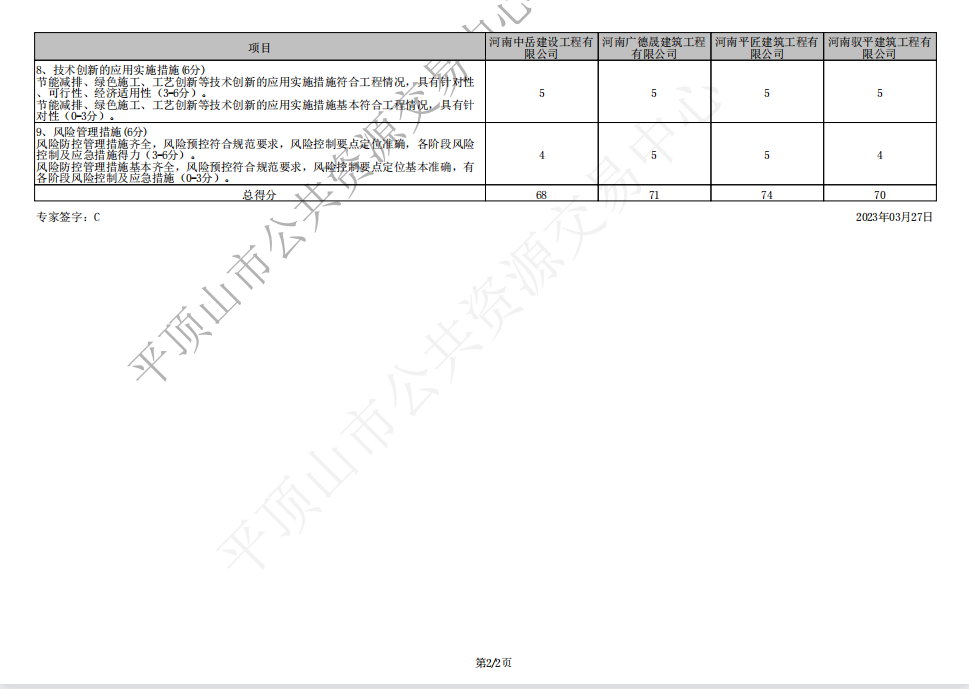 项目
河南中岳建设工程有
限公司
河南广德晟建筑工程
有限公司
河南平匠建筑工程有
限公司
河南驭平建筑工程有
限公司
8、技术创新的应用实施措施(6分)
节能减排、绿色施工、工艺创新等技术创新的应用实施措施符合工程情况，具有针对性
、可行性、经济适用性（3-6分）。
节能减排、绿色施工、工艺创新等技术创新的应用实施措施基本符合工程情况，具有针
对性（0-3分）。
5
5
5
5
9、风险管理措施(6分)
风险防控管理措施齐全，风险预控符合规范要求，风险控制要点定位准确，各阶段风险
控制及应急措施得力（3-6分）。
风险防控管理措施基本齐全，风险预控符合规范要求，风险控制要点定位基本准确，有
各阶段风险控制及应急措施（0-3分）。
4
5
5
4
总得分
68
71
74
70
专家签字：C
2023年03月27日
平顶山市公共资源交易中心
平顶山市公共资源交易中心
第2/2页